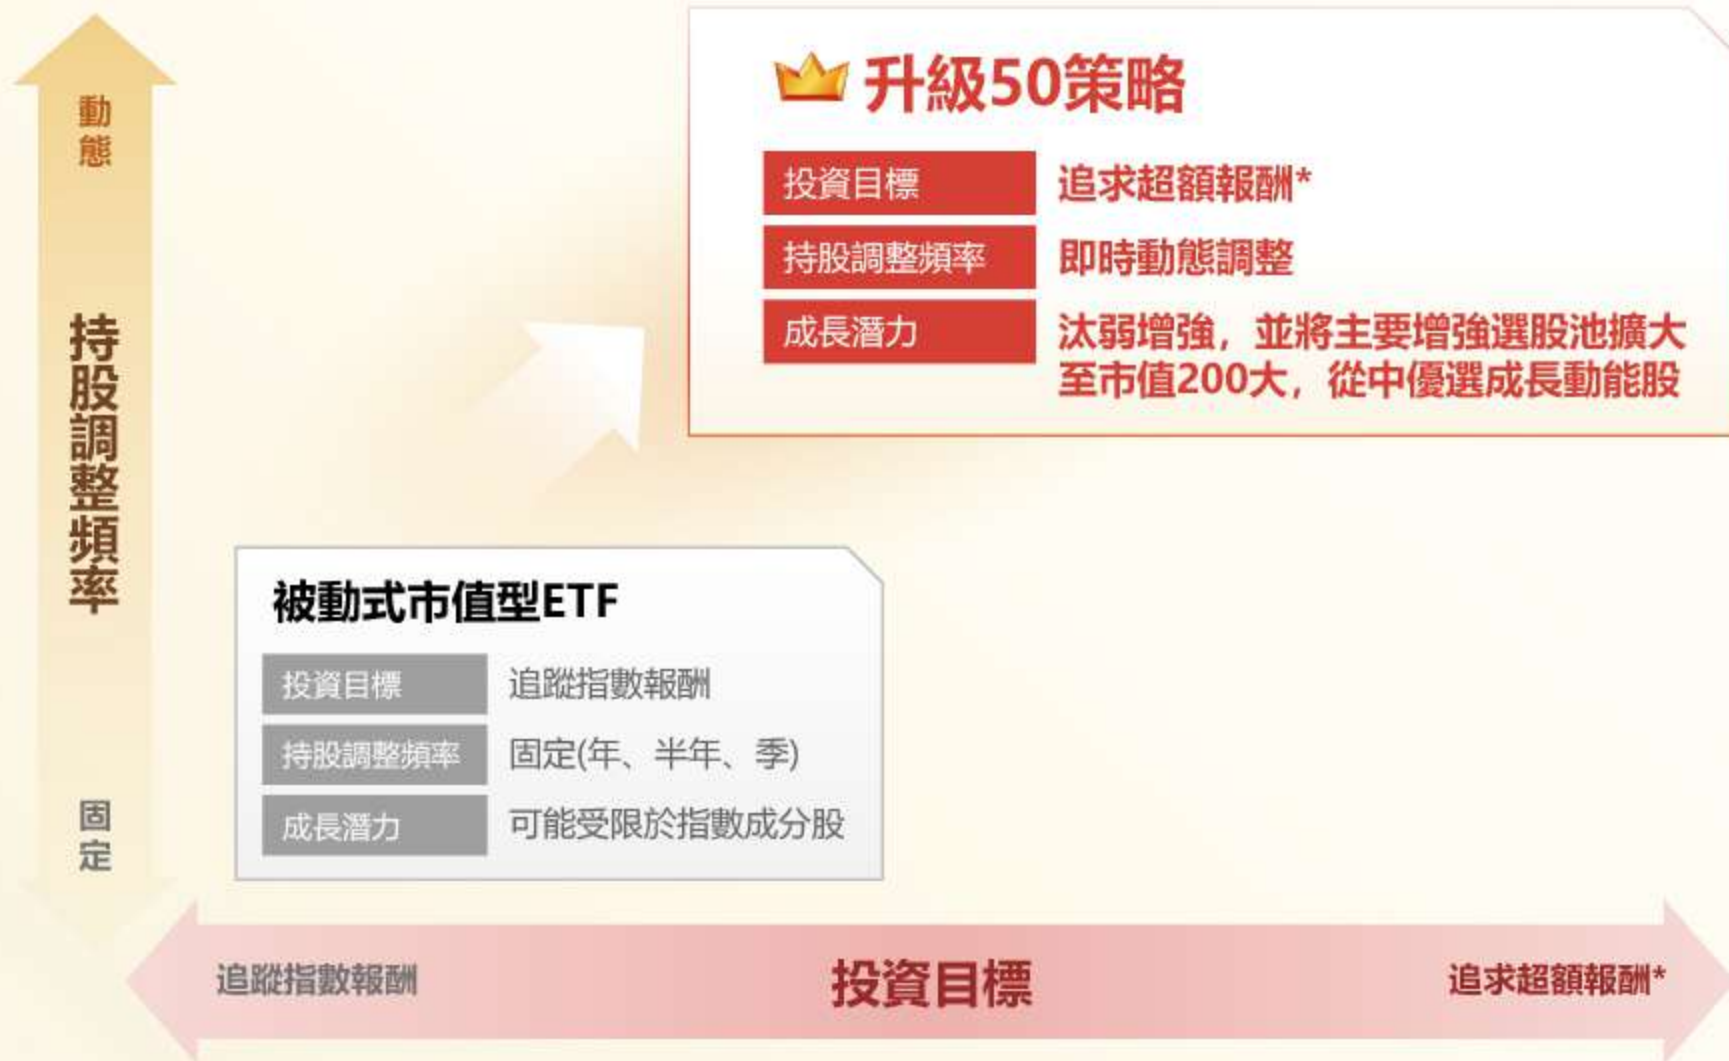 動態
持股調整頻率
固定
升級50策略
投資目標 追求超額報酬*
持股調整頻率 即時動態調整
成長潛力 汰弱增強，並將主要增強選股池擴大
至市值200大，從中優選成長動能股
被動式市值型ETF
投資目標 追蹤指數報酬
持股調整頻率 固定(年、半年、季)
成長潛力 可能受限於指數成分股
追蹤指數報酬 投資目標 追求超額報酬*